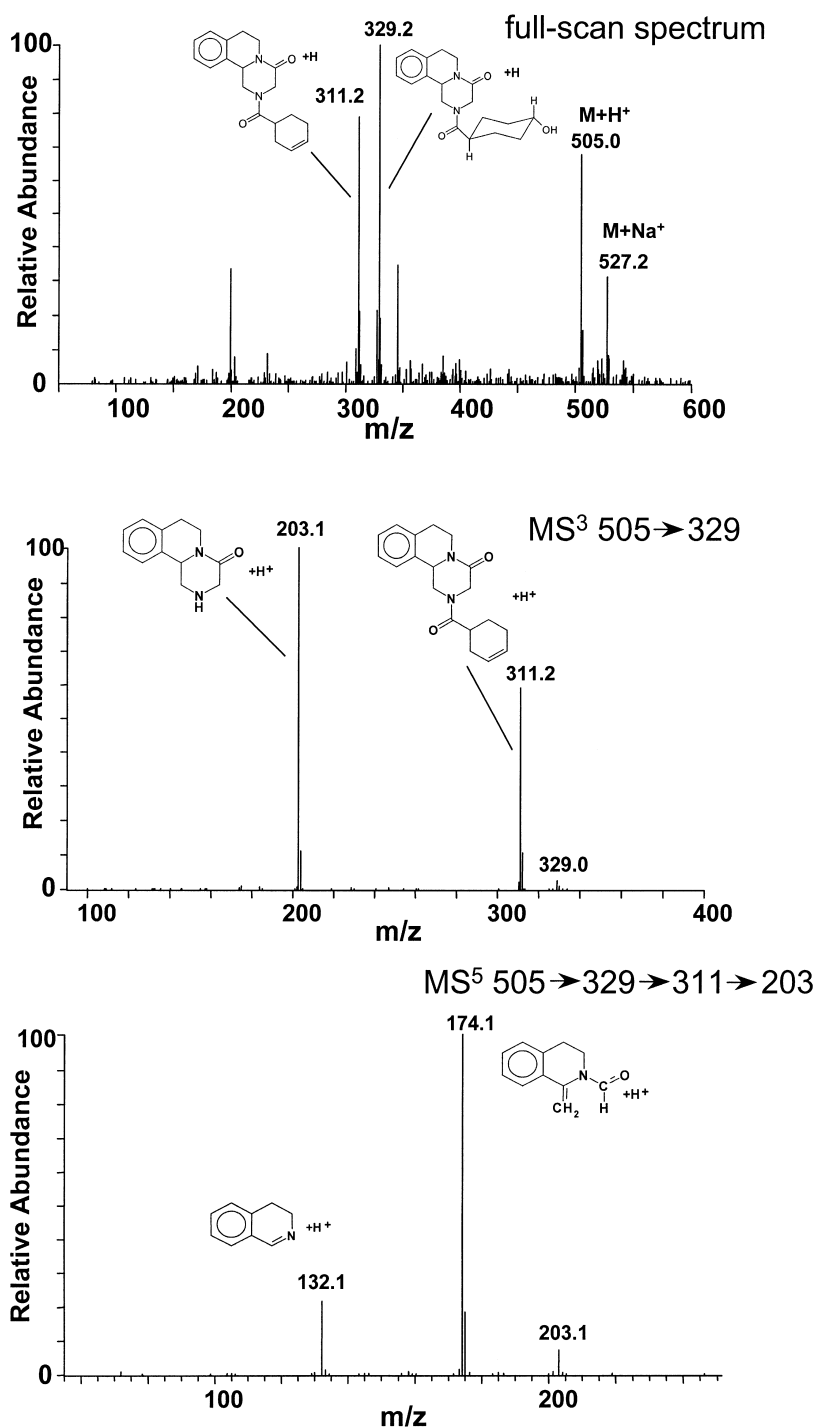 full-scan spectrum
100
329.2
O +H
N
N
O
311.2
O +H
N
N
O
H
OH
H
M+H+
505.0
M+Na+
527.2
Relative Abundance
0
100 200 300 400 500 600
m/z
MS3 505→329
100
203.1
N O
+H+
N
H
N O
+H+
N
O
311.2
329.0
Relative Abundance
0
100 200 300 400
m/z
MS5 505→329→311→203
100
174.1
N C O
CH2 H +H+
N +H+
132.1
203.1
Relative Abundance
0
100 200
m/z